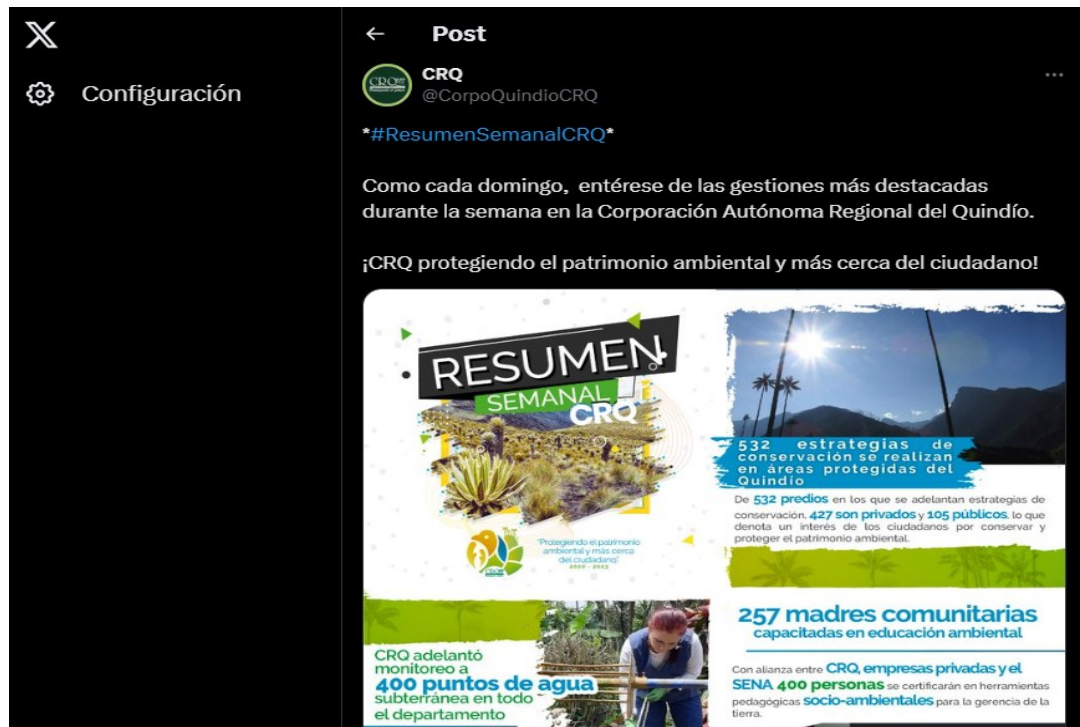 Configuración
Post
CRQ
@CorpoQuindioCRQ
*#ResumenSemanalCRQ*
Como cada domingo, entérese de las gestiones más destacadas
durante la semana en la Corporación Autónoma Regional del Quindío.
¡CRQ protegiendo el patrimonio ambiental y más cerca del ciudadano!
RESUMEN
SEMANAL
CRQ
"Protegiendo el patrimonio
ambiental y más cerca
del ciudadano"
2020 - 2023
532 estrategias de
conservación se realizan
en áreas protegidas del
Quindío
De 532 predios en los que se adelantan estrategias de
conservación, 427 son privados y 105 públicos, lo que
denota un interés de los ciudadanos por conservar y
proteger el patrimonio ambiental.
CRQ adelantó
monitoreo a
400 puntos de agua
subterránea en todo
el departamento
257 madres comunitarias
capacitadas en educación ambiental
Con alianza entre CRQ, empresas privadas y el
SENA 400 personas se certificarán en herramientas
pedagógicas socio-ambientales para la gerencia de la
tierra.